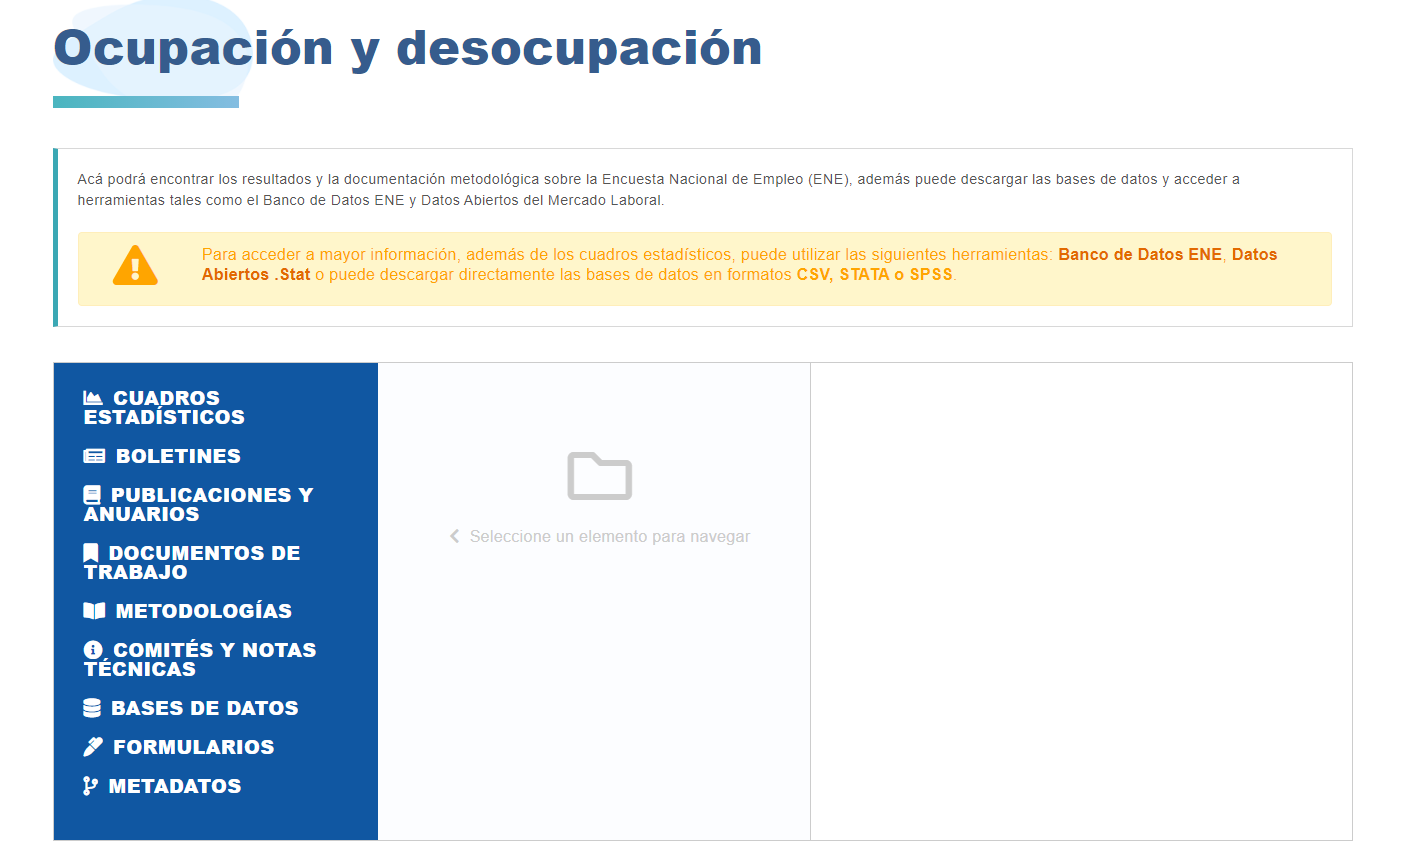 Ocupación y desocupación
Acá podrá encontrar los resultados y la documentación metodológica sobre la Encuesta Nacional de Empleo (ENE), además puede descargar las bases de datos y acceder a
herramientas tales como el Banco de Datos ENE y Datos Abiertos del Mercado Laboral.
Para acceder a mayor información, además de los cuadros estadísticos, puede utilizar las siguientes herramientas: Banco de Datos ENE, Datos
Abiertos .Stat o puede descargar directamente las bases de datos en formatos CSV, STATA o SPSS.
CUADROS
ESTADÍSTICOS
BOLETINES
PUBLICACIONES Y
ANUARIOS
DOCUMENTOS DE
TRABAJO
METODOLOGÍAS
COMITÉS Y NOTAS
TÉCNICAS
BASES DE DATOS
FORMULARIOS
METADATOS
Seleccione un elemento para navegar